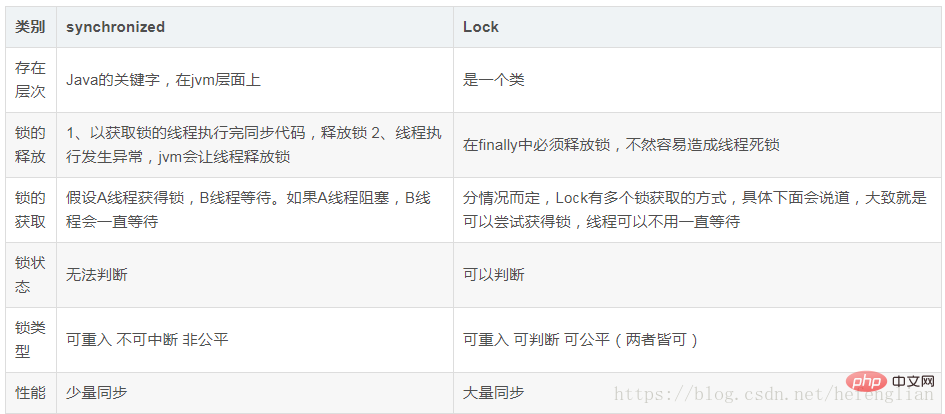 类别 synchronized Lock
存在
层次
Java的关键字，在jvm层面上
是一个类
锁的
释放
1、以获取锁的线程执行完同步代码，释放锁 2、线程执
行发生异常，jvm会让线程释放锁
在finally中必须释放锁，不然容易造成线程死锁
锁的
获取
假设A线程获得锁，B线程等待。如果A线程阻塞，B线
程会一直等待
分情况而定，Lock有多个锁获取的方式，具体下面会说道，大致就是
可以尝试获得锁，线程可以不用一直等待
锁状
态
无法判断
可以判断
锁类
型
可重入 不可中断 非公平
可重入 可判断 可公平（两者皆可）
性能 少量同步 大量同步
php 中文网
https://blog.csdn.net/hefenglian